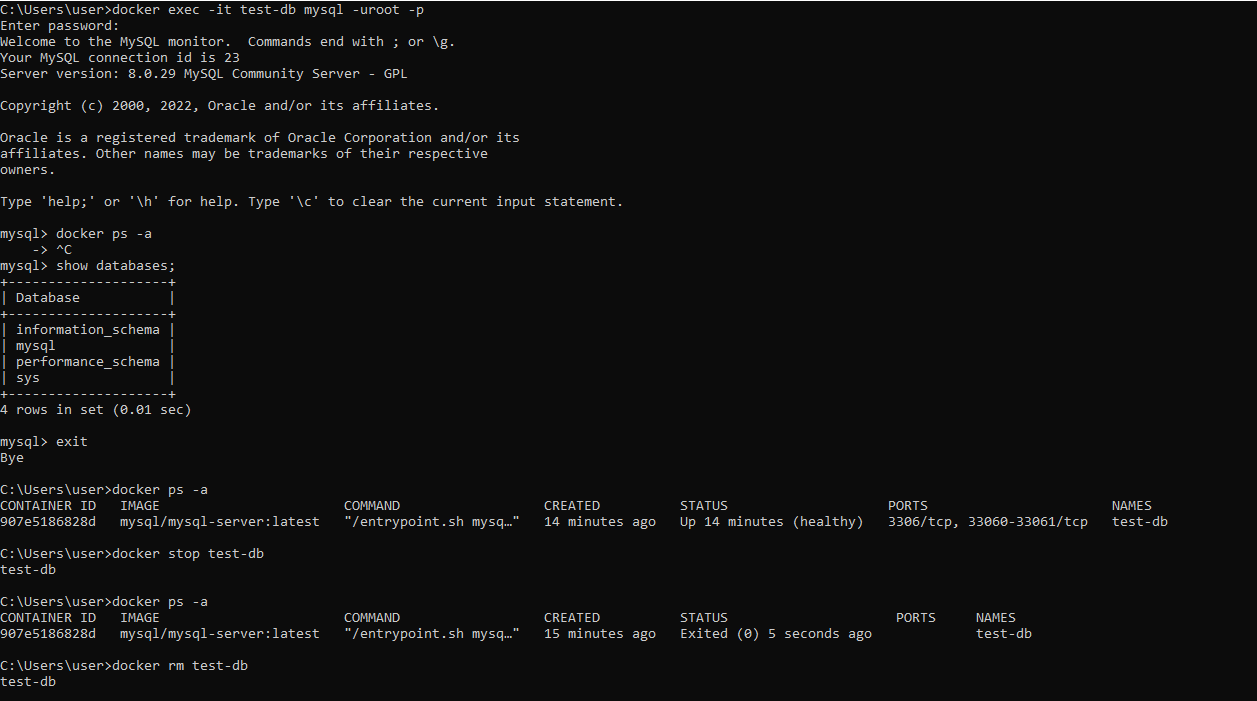 C:\Users\user>docker exec -it test-db mysql -uroot -p
Enter password:
Welcome to the MySQL monitor.  Commands end with ; or \g.
Your MySQL connection id is 23
Server version: 8.0.29 MySQL Community Server - GPL

Copyright (c) 2000, 2022, Oracle and/or its affiliates.

Oracle is a registered trademark of Oracle Corporation and/or its
affiliates. Other names may be trademarks of their respective
owners.

Type 'help;' or '\h' for help. Type '\c' to clear the current input statement.

mysql> docker ps -a
    -> ^C
mysql> show databases;
+--------------------+
| Database           |
+--------------------+
| information_schema |
| mysql              |
| performance_schema |
| sys                |
+--------------------+
4 rows in set (0.01 sec)

mysql> exit
Bye

C:\Users\user>docker ps -a
CONTAINER ID   IMAGE                       COMMAND                  CREATED          STATUS                    PORTS                       NAMES
907e5186828d   mysql/mysql-server:latest   "/entrypoint.sh mysq…"   14 minutes ago   Up 14 minutes (healthy)   3306/tcp, 33060-33061/tcp   test-db

C:\Users\user>docker stop test-db
test-db

C:\Users\user>docker ps -a
CONTAINER ID   IMAGE                       COMMAND                  CREATED          STATUS                     PORTS     NAMES
907e5186828d   mysql/mysql-server:latest   "/entrypoint.sh mysq…"   15 minutes ago   Exited (0) 5 seconds ago             test-db

C:\Users\user>docker rm test-db
test-db